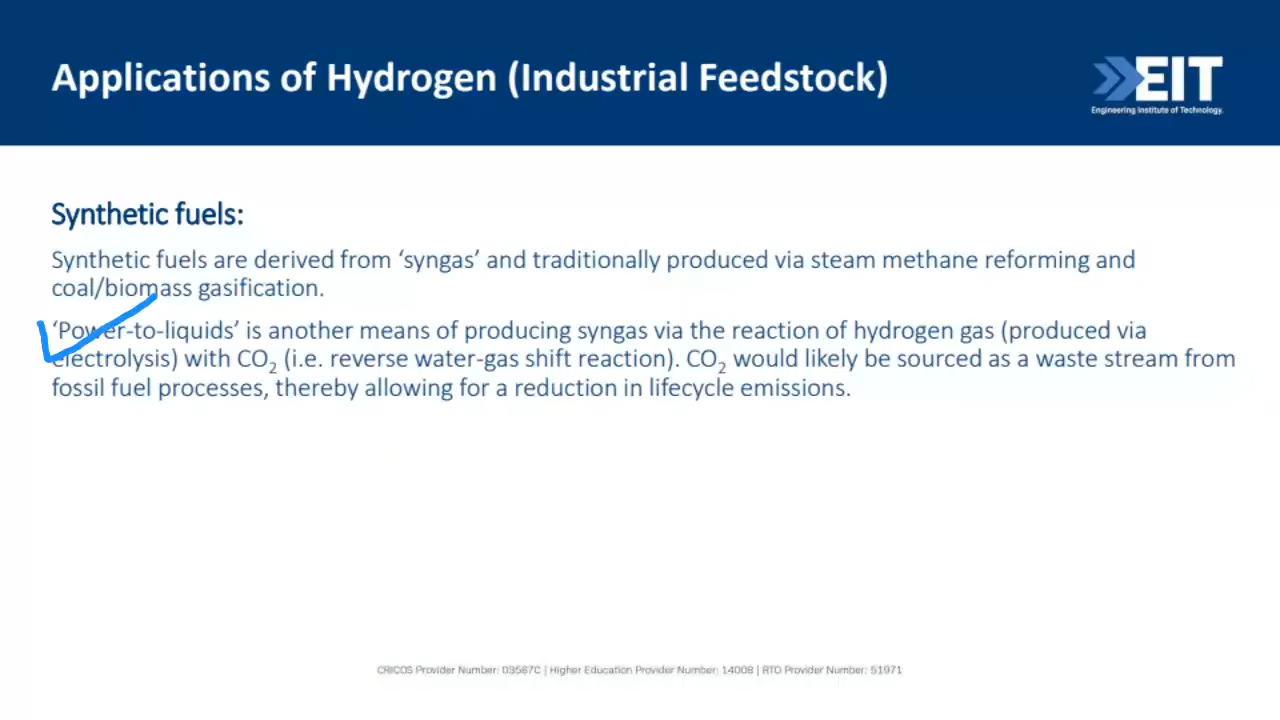 Applications of Hydrogen (Industrial Feedstock)
EIT
Engineering Institute of Technology.
Synthetic fuels:
Synthetic fuels are derived from ‘syngas’ and traditionally produced via steam methane reforming and
coal/biomass gasification.
‘Power-to-liquids’ is another means of producing syngas via the reaction of hydrogen gas (produced via
electrolysis) with CO₂ (i.e. reverse water-gas shift reaction). CO₂ would likely be sourced as a waste stream from
fossil fuel processes, thereby allowing for a reduction in lifecycle emissions.
CRICOS Provider Number: 03567C | Higher Education Provider Number: 14008 | RTO Provider Number: 51971